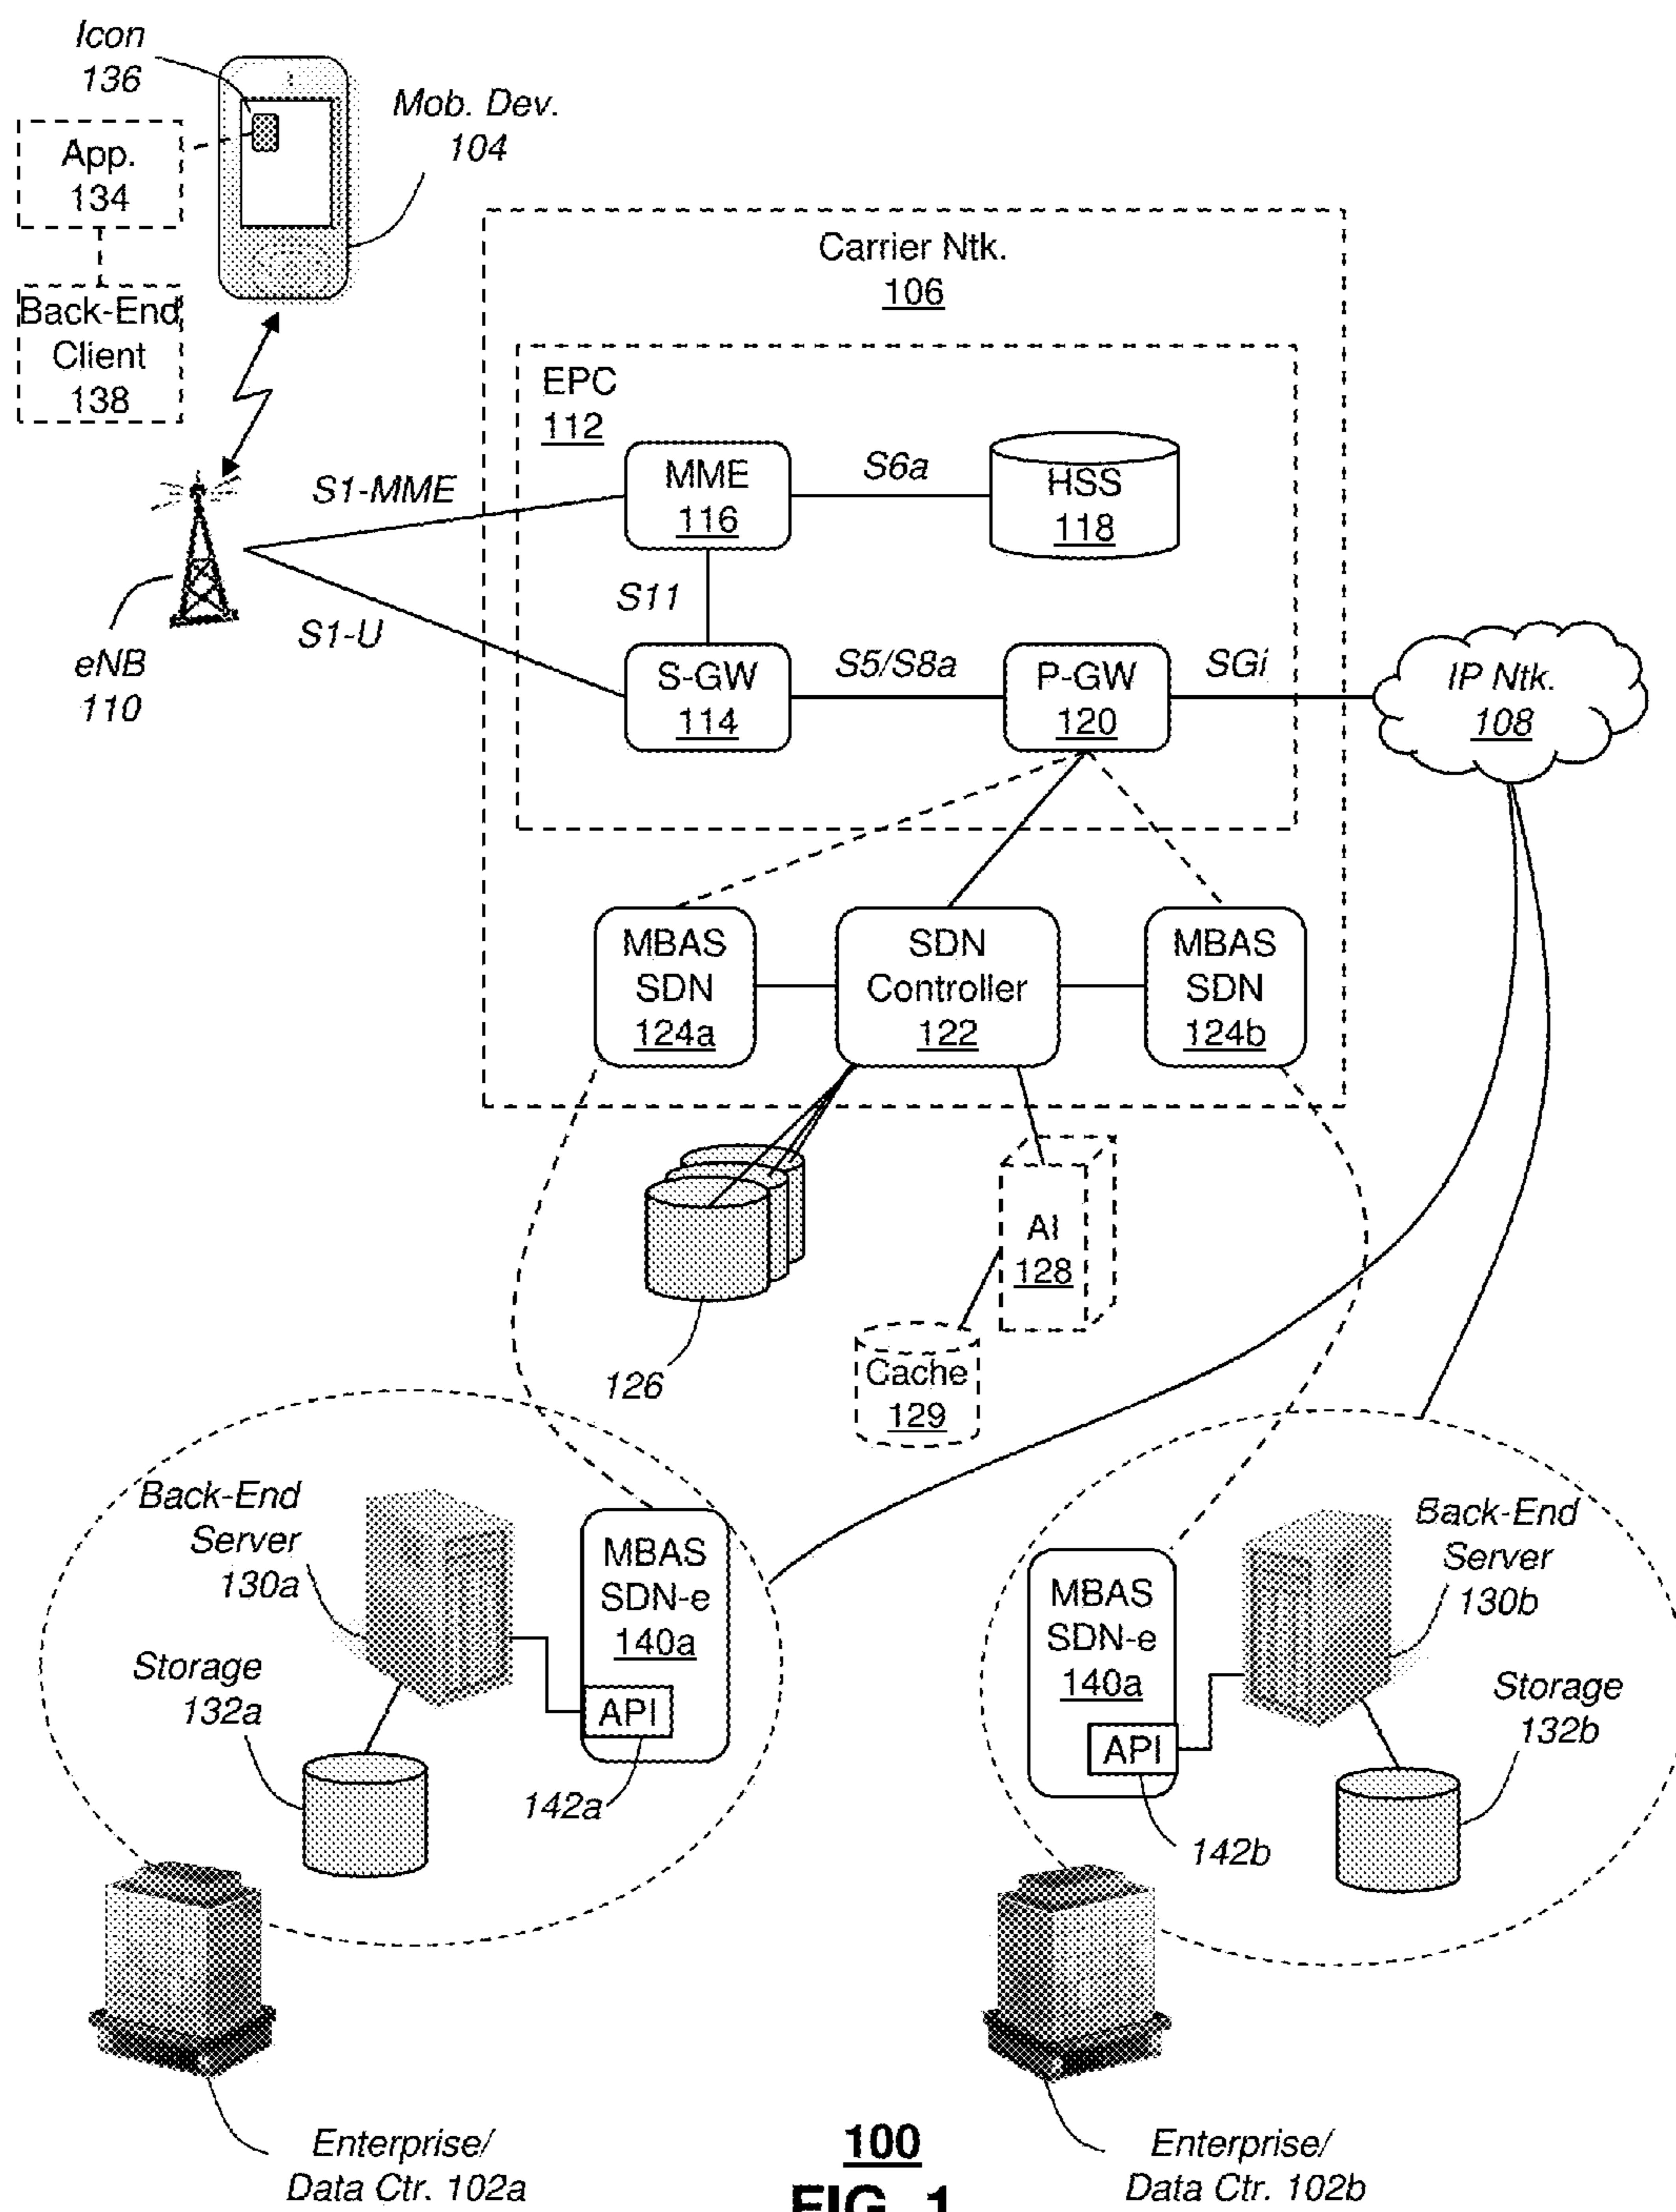 Icon
136
Mob. Dev.
104
App.
134
Back-End
Client
138
Carrier Ntk.
106
EPC
112
MME
116
S6a
HSS
118
S1-MME
S11
S1-U
eNB
110
S-GW
114
S5/S8a
P-GW
120
SGi
IP Ntk.
108
MBAS
SDN
124a
SDN
Controller
122
MBAS
SDN
124b
126
AI
128
Cache
129
Back-End
Server
130a
Storage
132a
MBAS
SDN-e
140a
API
142a
MBAS
SDN-e
140a
API
142b
Back-End
Server
130b
Storage
132b
Enterprise/
Data Ctr. 102a
Enterprise/
Data Ctr. 102b
100
FIG. 1